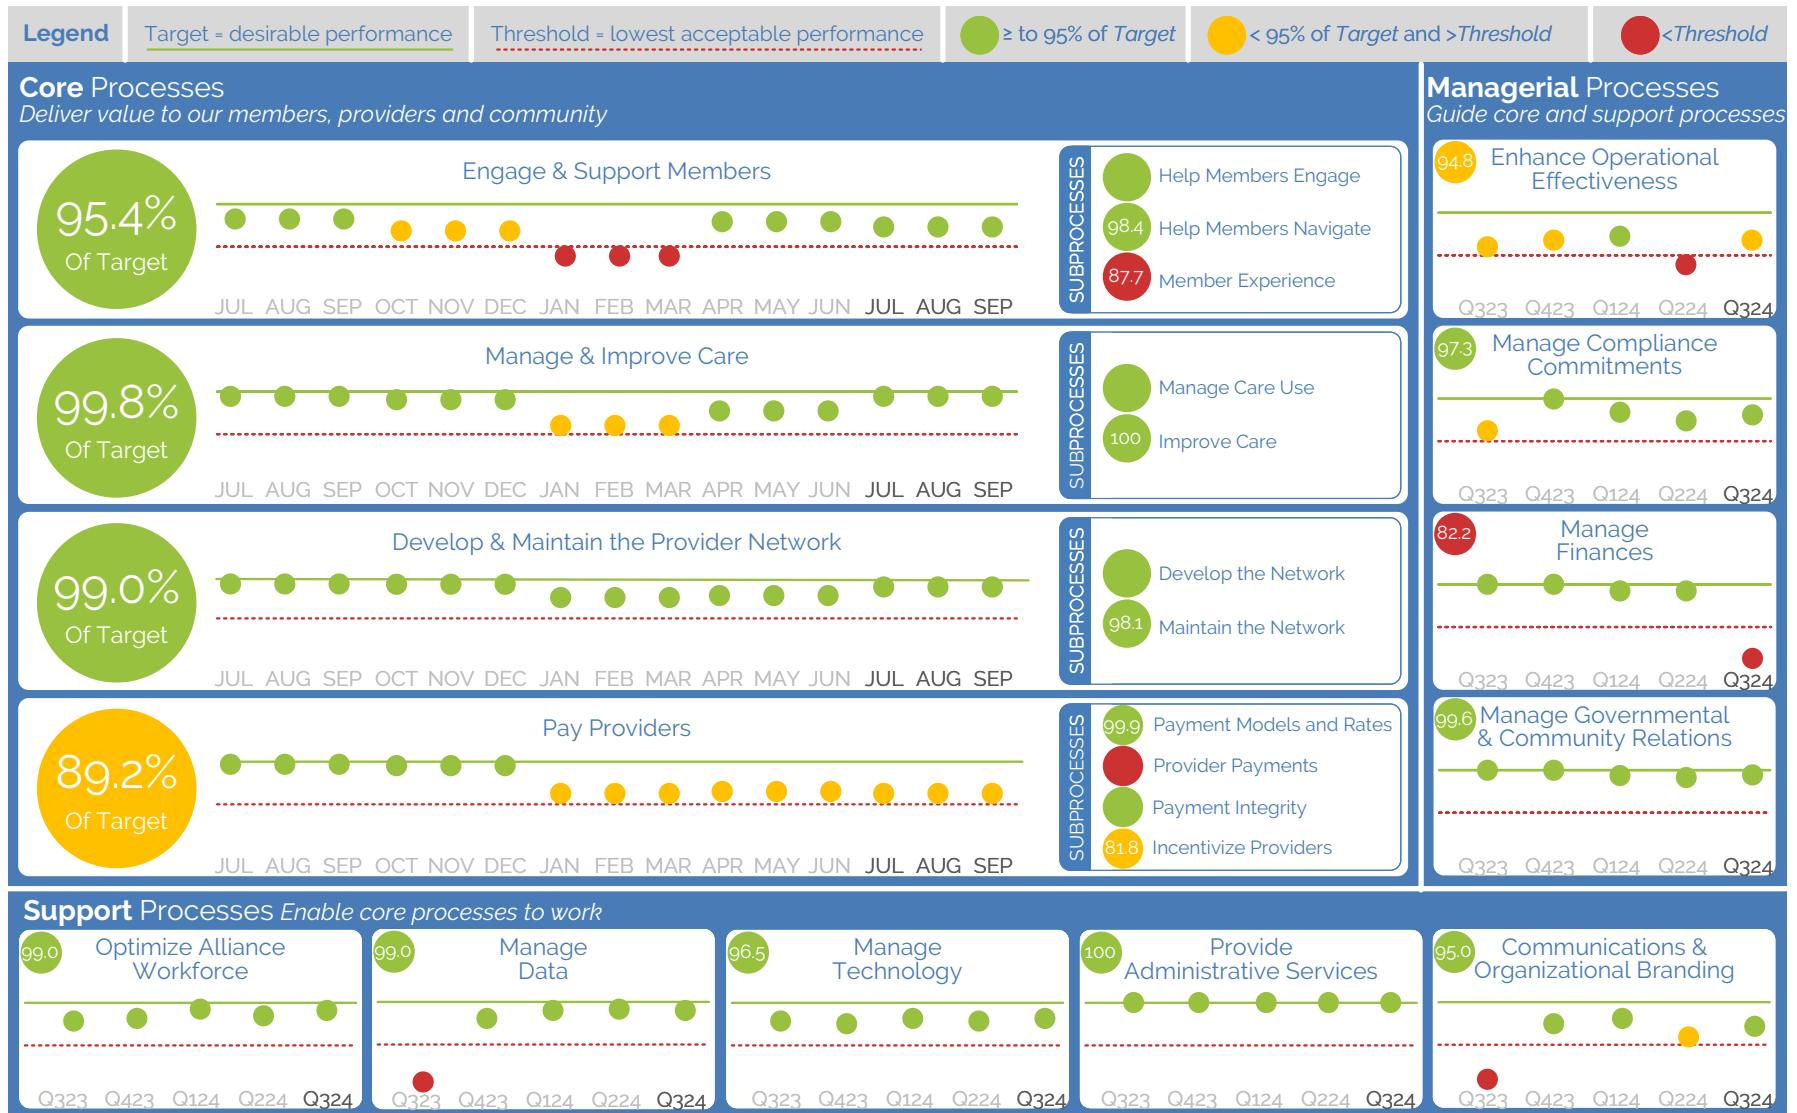 Legend
Target = desirable performance
Threshold = lowest acceptable performance
≥ to 95% of Target
< 95% of Target and >Threshold
<Threshold
Core Processes
Deliver value to our members, providers and community
95.4%
Of Target
Engage & Support Members
JUL AUG SEP OCT NOV DEC JAN FEB MAR APR MAY JUN JUL AUG SEP
SUBPROCESSES
Help Members Engage
98.4 Help Members Navigate
87.7 Member Experience
99.8%
Of Target
Manage & Improve Care
JUL AUG SEP OCT NOV DEC JAN FEB MAR APR MAY JUN JUL AUG SEP
SUBPROCESSES
Manage Care Use
100 Improve Care
99.0%
Of Target
Develop & Maintain the Provider Network
JUL AUG SEP OCT NOV DEC JAN FEB MAR APR MAY JUN JUL AUG SEP
SUBPROCESSES
Develop the Network
98.1 Maintain the Network
89.2%
Of Target
Pay Providers
JUL AUG SEP OCT NOV DEC JAN FEB MAR APR MAY JUN JUL AUG SEP
SUBPROCESSES
99.9 Payment Models and Rates
Provider Payments
Payment Integrity
81.8 Incentivize Providers
Managerial Processes
Guide core and support processes
94.8
Enhance Operational
Effectiveness
Q323 Q423 Q124 Q224 Q324
97.3
Manage Compliance
Commitments
Q323 Q423 Q124 Q224 Q324
82.2
Manage
Finances
Q323 Q423 Q124 Q224 Q324
99.6
Manage Governmental
& Community Relations
Q323 Q423 Q124 Q224 Q324
Support Processes Enable core processes to work
99.0
Optimize Alliance
Workforce
Q323 Q423 Q124 Q224 Q324
99.0
Manage
Data
Q323 Q423 Q124 Q224 Q324
96.5
Manage
Technology
Q323 Q423 Q124 Q224 Q324
100
Provide
Administrative Services
Q323 Q423 Q124 Q224 Q324
95.0
Communications &
Organizational Branding
Q323 Q423 Q124 Q224 Q324